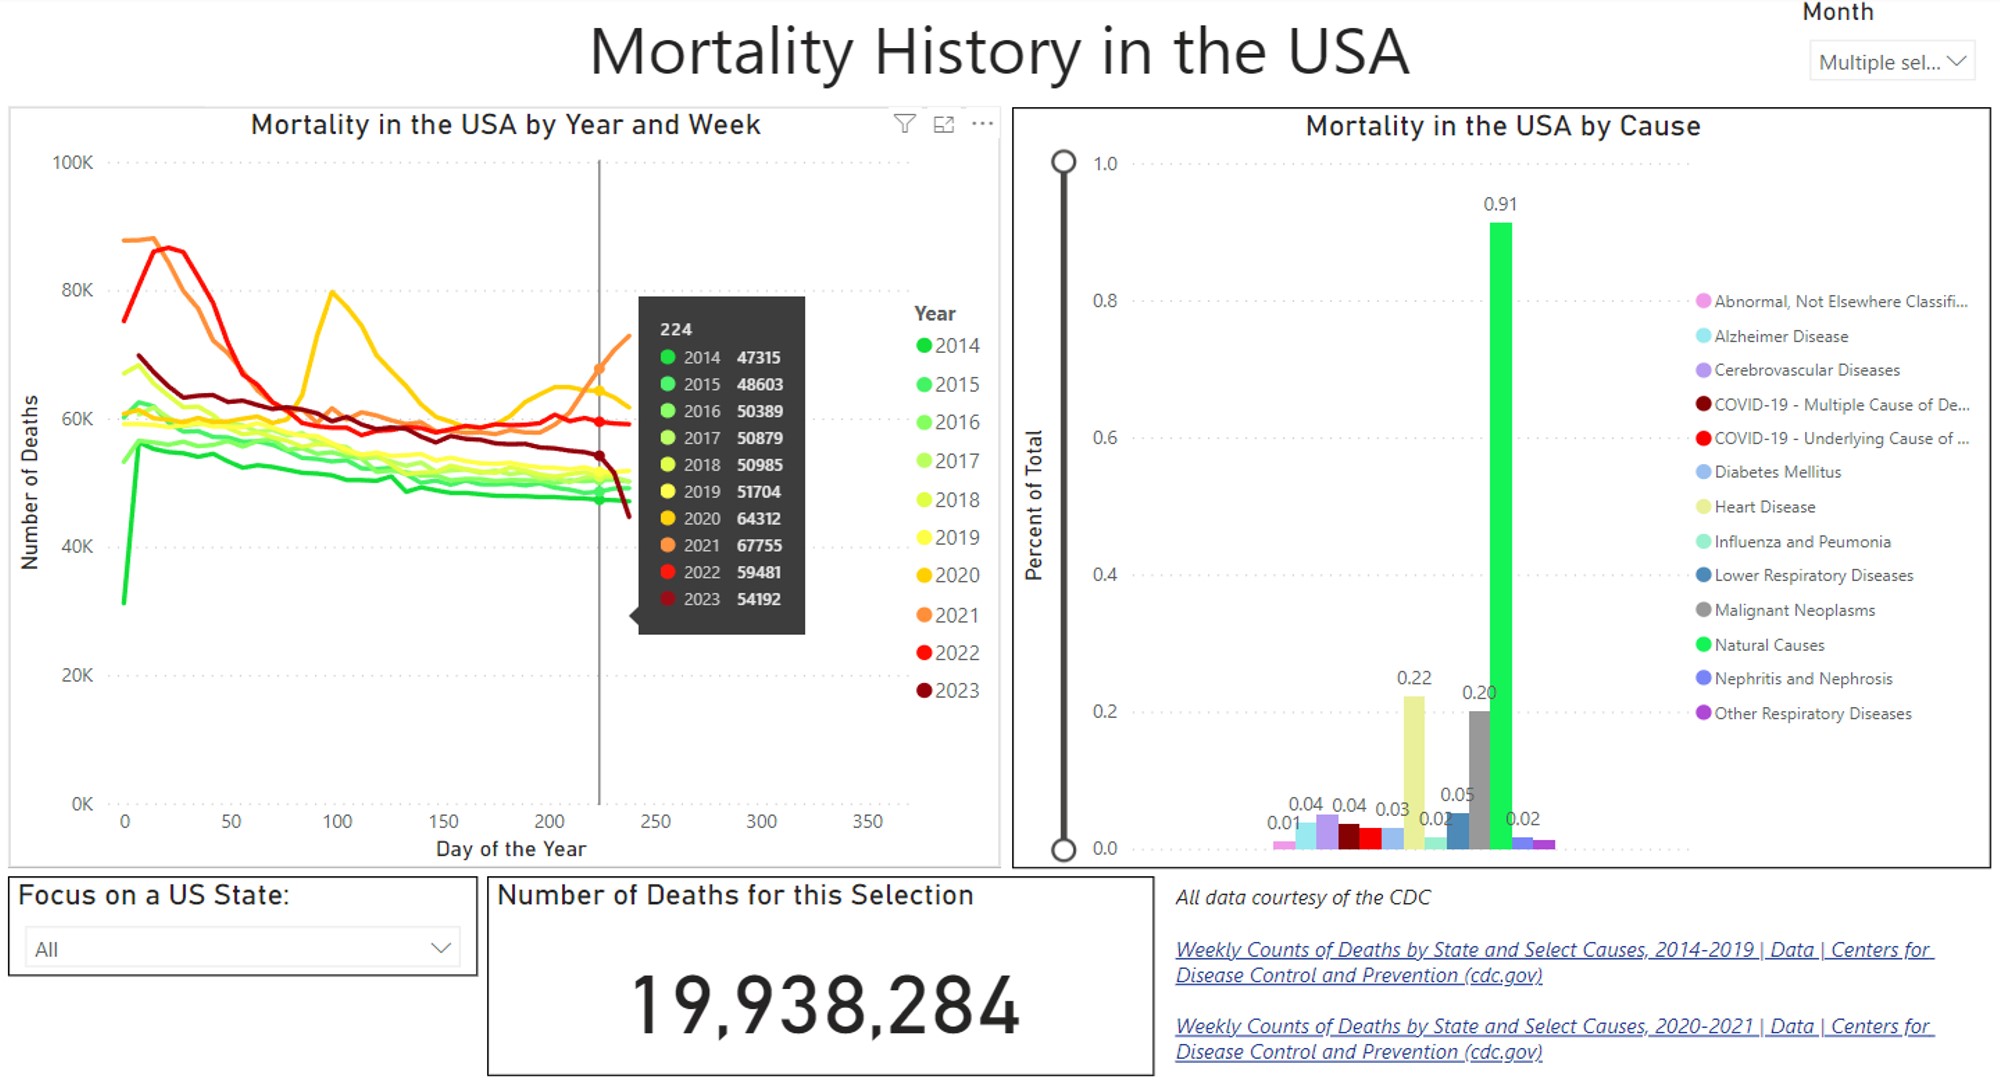 Mortality History in the USA
Month
Multiple sel...
Mortality in the USA by Year and Week
100K
80K
60K
40K
20K
0K
Number of Deaths
0 50 100 150 200 250 300 350
Day of the Year
224
2014 47315
2015 48603
2016 50389
2017 50879
2018 50985
2019 51704
2020 64312
2021 67755
2022 59481
2023 54192
Year
2014
2015
2016
2017
2018
2019
2020
2021
2022
2023
Mortality in the USA by Cause
1.0
0.8
0.6
0.4
0.2
0.0
Percent of Total
0.01
0.04
0.04
0.03
0.22
0.02
0.05
0.20
0.91
0.02
Abnormal, Not Elsewhere Classifi...
Alzheimer Disease
Cerebrovascular Diseases
COVID-19 - Multiple Cause of De...
COVID-19 - Underlying Cause of ...
Diabetes Mellitus
Heart Disease
Influenza and Peumonia
Lower Respiratory Diseases
Malignant Neoplasms
Natural Causes
Nephritis and Nephrosis
Other Respiratory Diseases
Focus on a US State:
All
Number of Deaths for this Selection
19,938,284
All data courtesy of the CDC
Weekly Counts of Deaths by State and Select Causes, 2014-2019 | Data | Centers for
Disease Control and Prevention (cdc.gov)
Weekly Counts of Deaths by State and Select Causes, 2020-2021 | Data | Centers for
Disease Control and Prevention (cdc.gov)